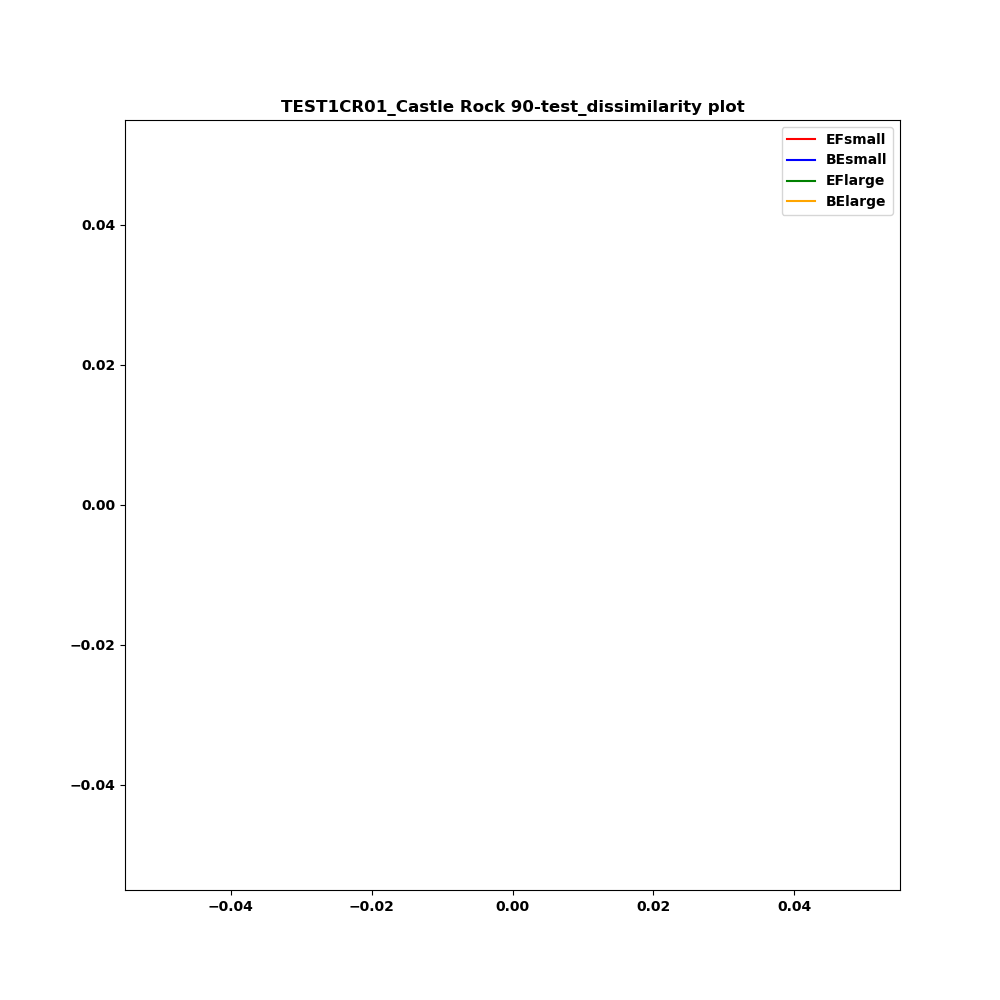 TEST1CR01_Castle Rock 90-test_dissimilarity plot
EFsmall
BEsmall
EFlarge
BElarge
0.04
0.02
0.00
−0.02
−0.04
−0.04 −0.02 0.00 0.02 0.04